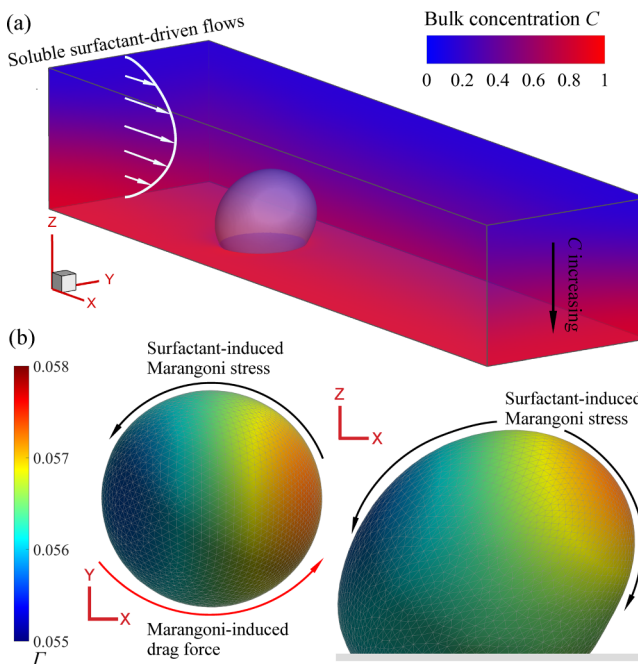 (a)
Soluble surfactant-driven flows
Bulk concentration C
0 0.2 0.4 0.6 0.8 1
Z
Y
X
C increasing
(b)
0.058
0.057
0.056
0.055
Γ
Surfactant-induced
Marangoni stress
Y
X
Marangoni-induced
drag force
Z
X
Surfactant-induced
Marangoni stress